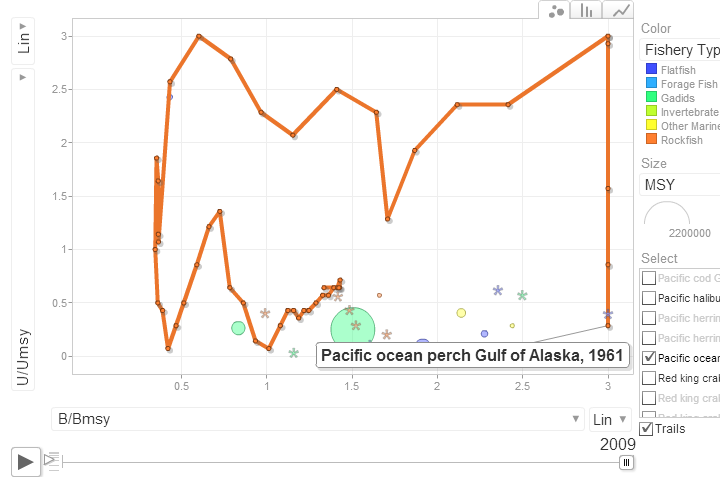 Lin
U/Umsy
3
2.5
2
1.5
1
0.5
0
0.5
1
1.5
2
2.5
3
Pacific ocean perch Gulf of Alaska, 1961
B/Bmsy
Lin
2009
Color
Fishery Typ
Flatfish
Forage Fish
Gadids
Invertebrate
Other Marine
Rockfish
Size
MSY
2200000
Select
Pacific cod G
Pacific halibu
Pacific herrin
Pacific herrin
Pacific ocean
Red king crab
Red king crab
Red king crab
Trails